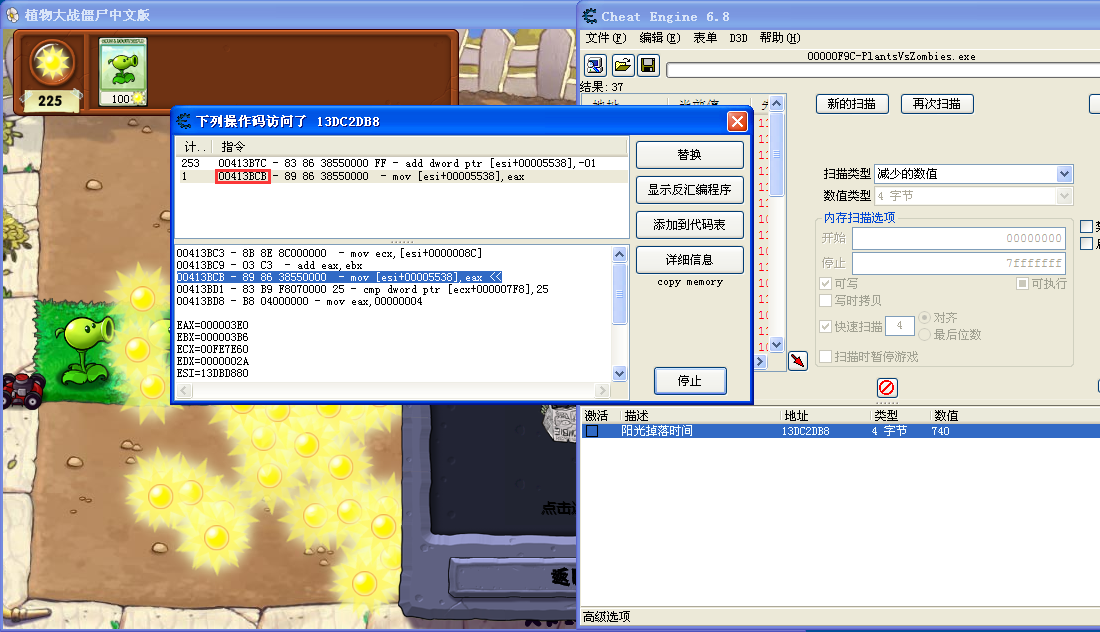 植物大战僵尸中文版
225
100
Cheat Engine 6.8
文件(F) 编辑(E) 表单 D3D 帮助(H)
00000F9C-PlantsVsZombies.exe
结果: 37
新的扫描
再次扫描
扫描类型 减少的数值
数值类型 4 字节
内存扫描选项
开始 00000000
停止 7fffffff
可写
可执行
写时拷贝
快速扫描 4
对齐
最后位数
扫描时暂停游戏
下列操作码访问了 13DC2DB8
计.. 指令
253 00413B7C - 83 86 38550000 FF - add dword ptr [esi+00005538],-01
1 00413BCB - 89 86 38550000 - mov [esi+00005538],eax
替换
显示反汇编程序
添加到代码表
详细信息
copy memory
停止
00413BC3 - 8B 8E 8C000000 - mov ecx,[esi+0000008C]
00413BC9 - 03 C3 - add eax,ebx
00413BCB - 89 86 38550000 - mov [esi+00005538],eax <<
00413BD1 - 83 B9 F8070000 25 - cmp dword ptr [ecx+000007F8],25
00413BD8 - B8 04000000 - mov eax,00000004
EAX=000003E0
EBX=000003B6
ECX=00FE7E60
EDX=0000002A
ESI=13DBD880
激活 描述 地址 类型 数值
阳光掉落时间 13DC2DB8 4 字节 740
高级选项
点击